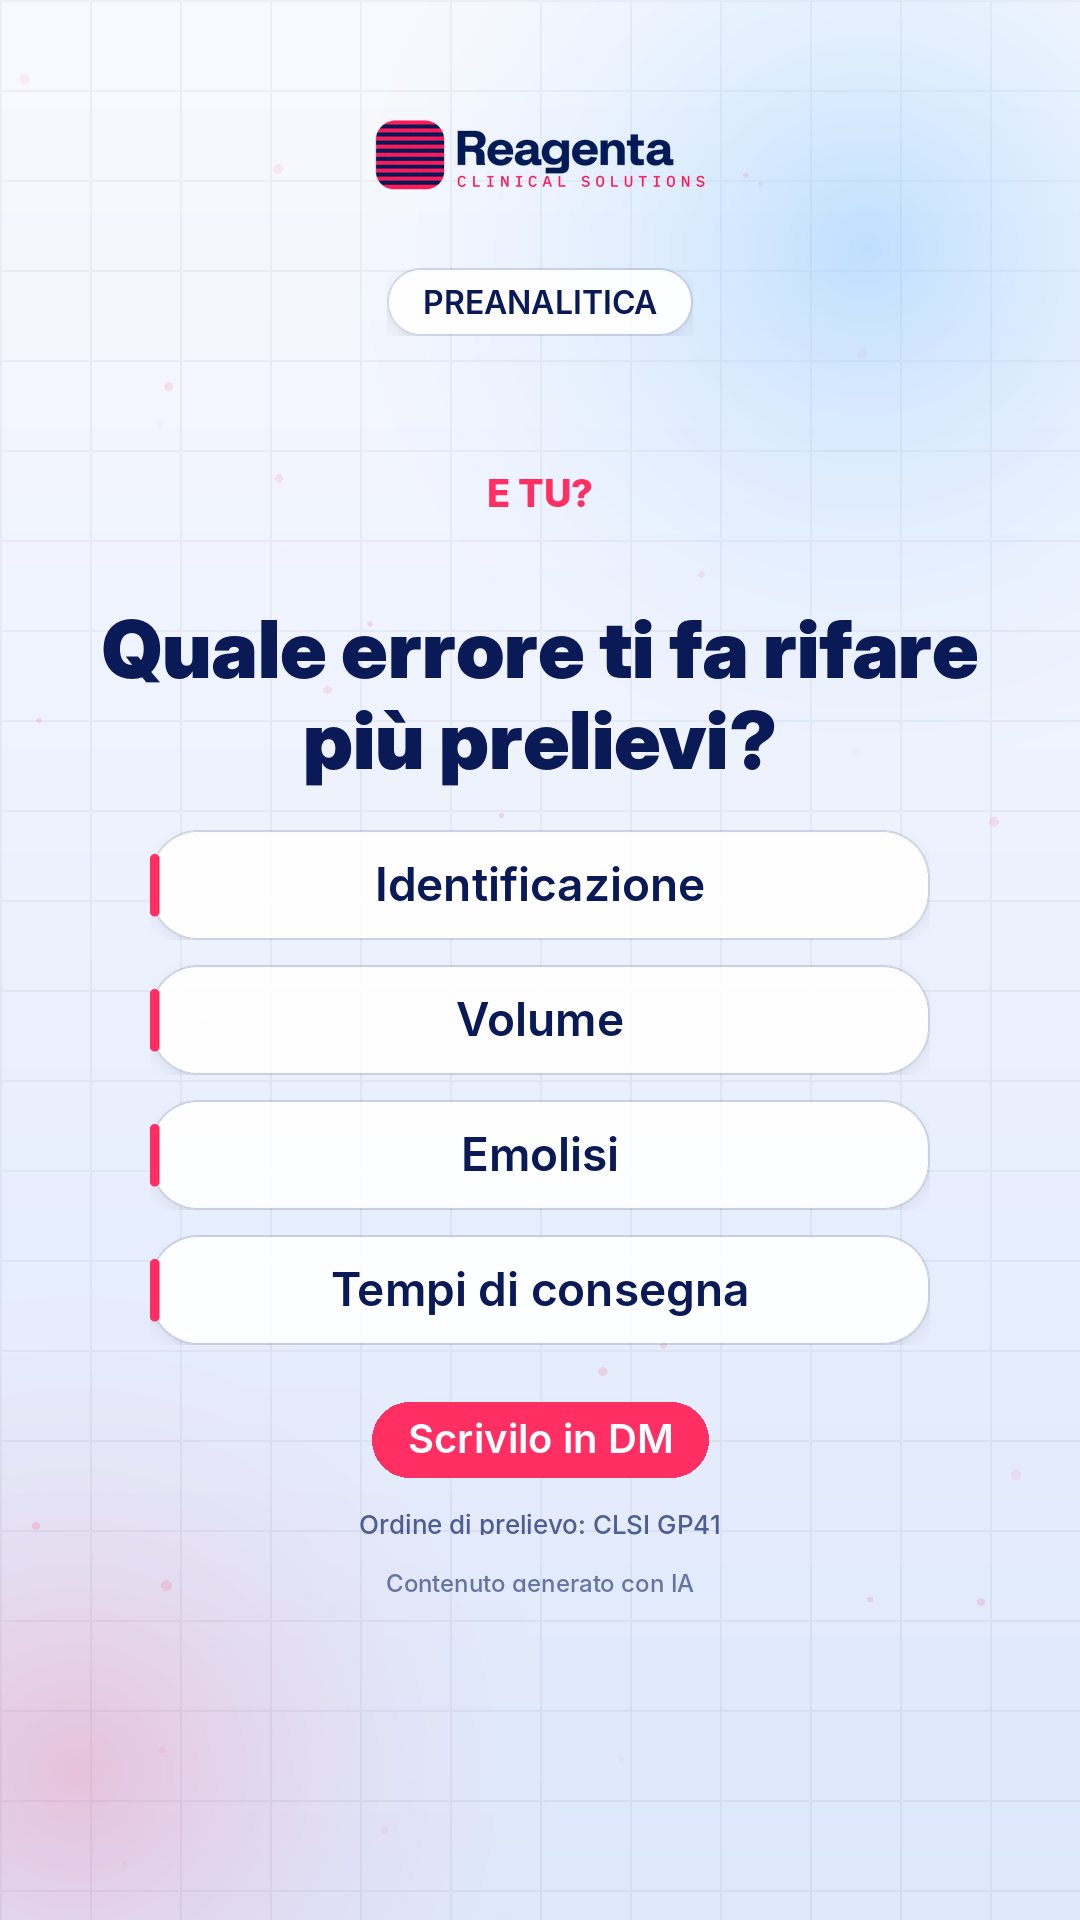 Reagenta
CLINICAL SOLUTIONS
PREANALITICA
E TU?
Quale errore ti fa rifare
più prelievi?
Identificazione
Volume
Emolisi
Tempi di consegna
Scrivilo in DM
Ordine di prelievo: CLSI GP41
Contenuto generato con IA